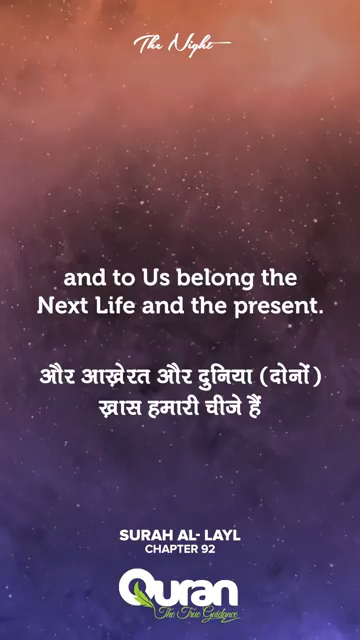 The Night
and to Us belong the
Next Life and the present.
और आख़ेरत और दुनिया (दोनों)
ख़ास हमारी चीजे हैं
SURAH AL- LAYL
CHAPTER 92
Quran
The True Guidance